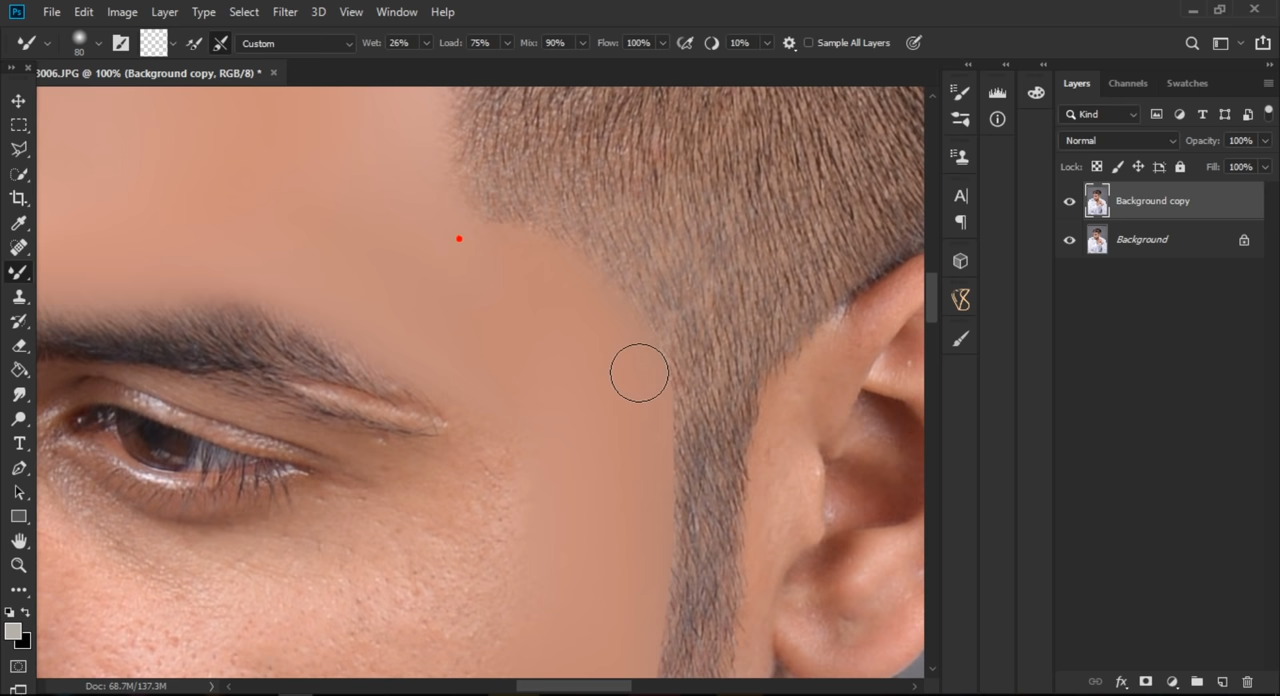 Ps File Edit Image Layer Type Select Filter 3D View Window Help
80 Custom Wet: 26% Load: 75% Mix: 90% Flow: 100% 10% Sample All Layers
3006.JPG @ 100% (Background copy, RGB/8) * ×
Layers Channels Swatches
Kind
Normal Opacity: 100%
Lock: Fill: 100%
Background copy
Background
Doc: 68.7M/137.3M